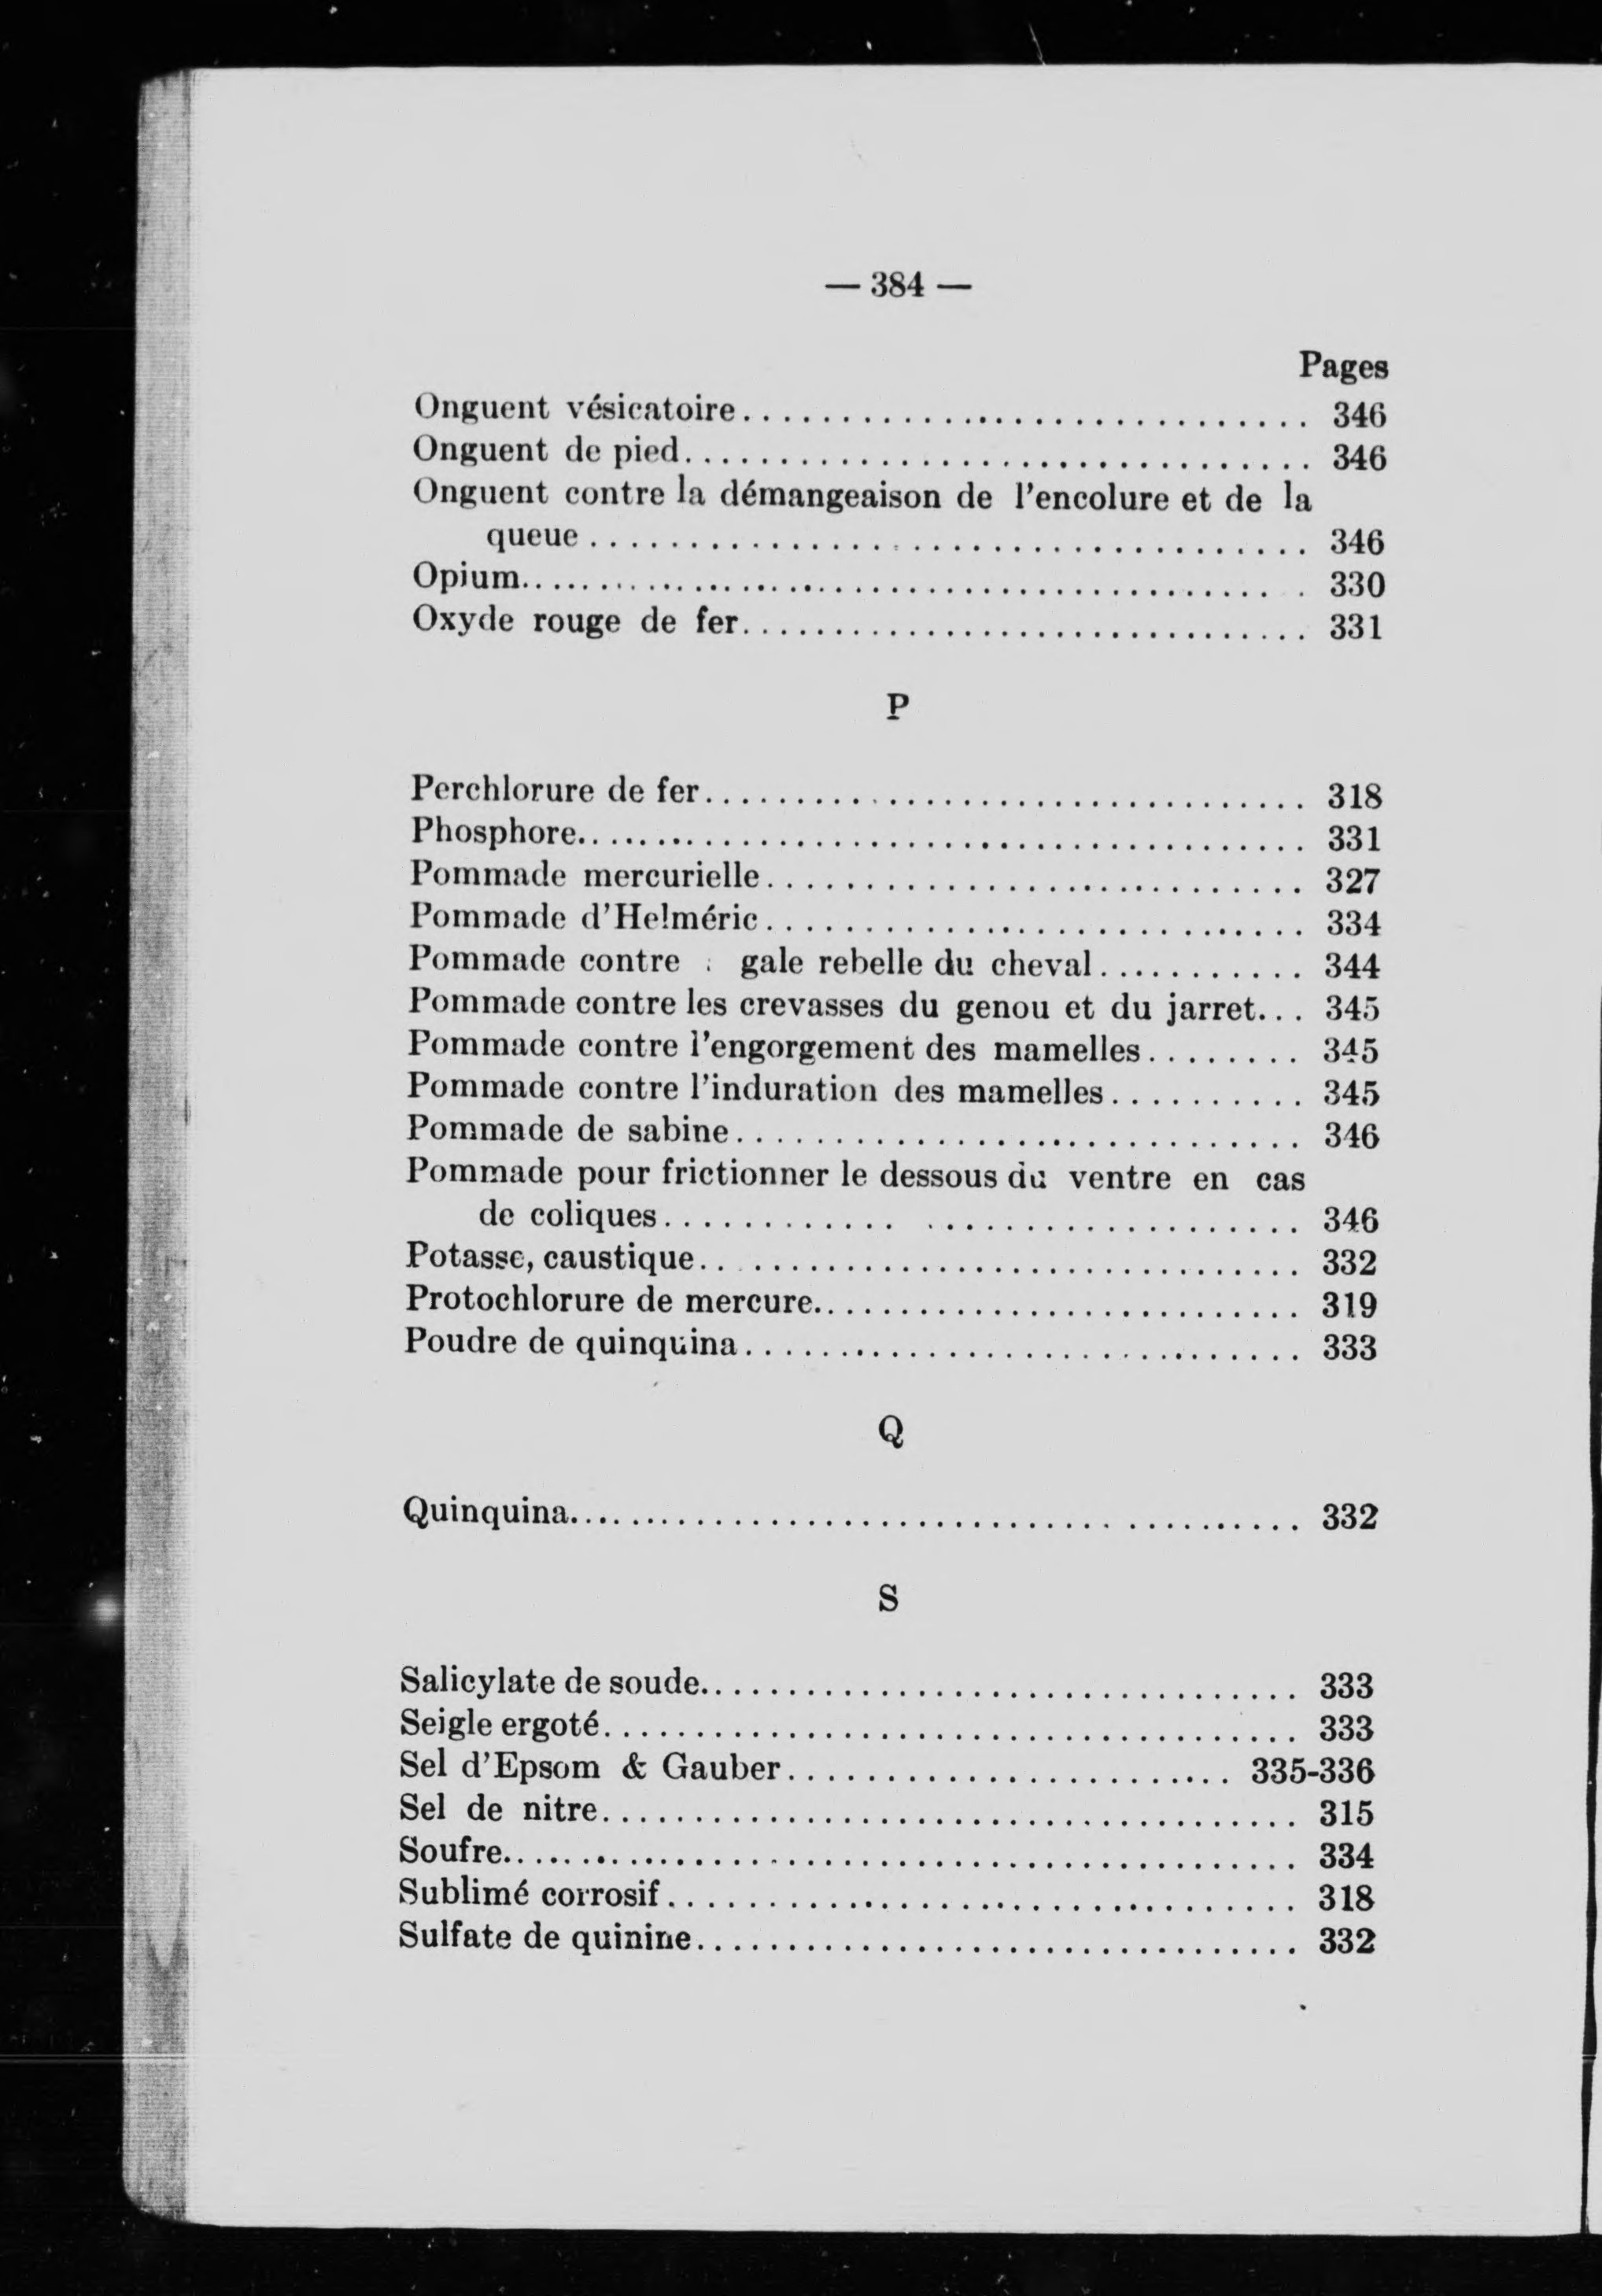 — 384 —
Pages
Onguent vésicatoire................................ 346
Onguent de pied.................................. 346
Onguent contre la démangeaison de l'encolure et de la
queue..................................... 346
Opium........................................... 330
Oxyde rouge de fer............................... 331
P
Perchlorure de fer................................ 318
Phosphore....................................... 331
Pommade mercurielle............................ 327
Pommade d'Helméric............................ 334
Pommade contre gale rebelle du cheval........... 344
Pommade contre les crevasses du genou et du jarret... 345
Pommade contre l'engorgement des mamelles........ 345
Pommade contre l'induration des mamelles.......... 345
Pommade de sabine.............................. 346
Pommade pour frictionner le dessous du ventre en cas
de coliques................................. 346
Potasse, caustique................................ 332
Protochlorure de mercure.......................... 319
Poudre de quinquina.............................. 333
Q
Quinquina....................................... 332
S
Salicylate de soude................................ 333
Seigle ergoté..................................... 333
Sel d'Epsom & Gauber........................ 335-336
Sel de nitre...................................... 315
Soufre.......................................... 334
Sublimé corrosif.................................. 318
Sulfate de quinine................................ 332